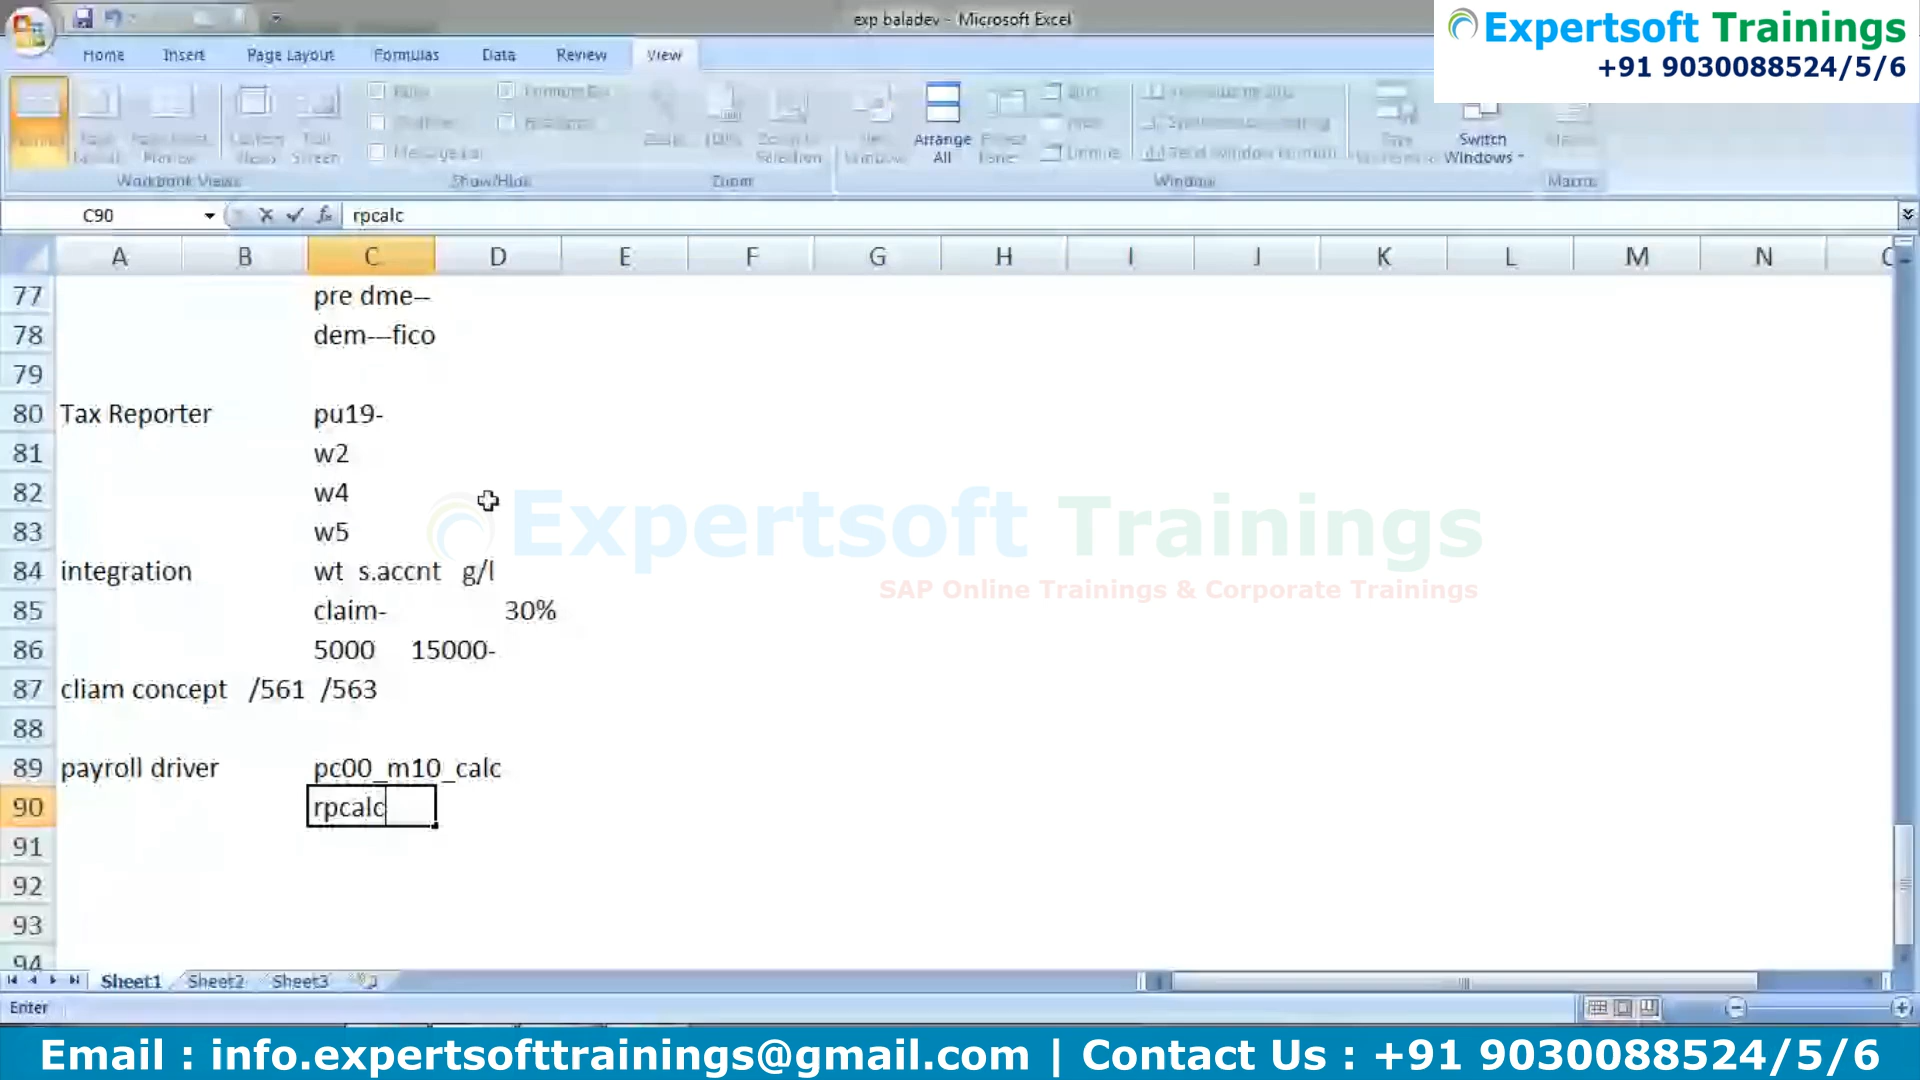 exp baladev - Microsoft Excel
Expertsoft Trainings
+91 9030088524/5/6
Home Insert Page Layout Formulas Data Review View
Arrange All
Switch Windows
Workbook Views Show/Hide Zoom Window Macros
C90 fx rpcalc
A B C D E F G H I J K L M N
77 pre dme--
78 dem---fico
79
80 Tax Reporter pu19-
81 w2
82 w4
83 w5
84 integration wt s.accnt g/l
85 claim- 30%
86 5000 15000-
87 cliam concept /561 /563
88
89 payroll driver pc00_m10_calc
90 rpcalc
91
92
93
94
Expertsoft Trainings
SAP Online Trainings & Corporate Trainings
Sheet1 Sheet2 Sheet3
Enter
Email : info.expertsofttrainings@gmail.com | Contact Us : +91 9030088524/5/6